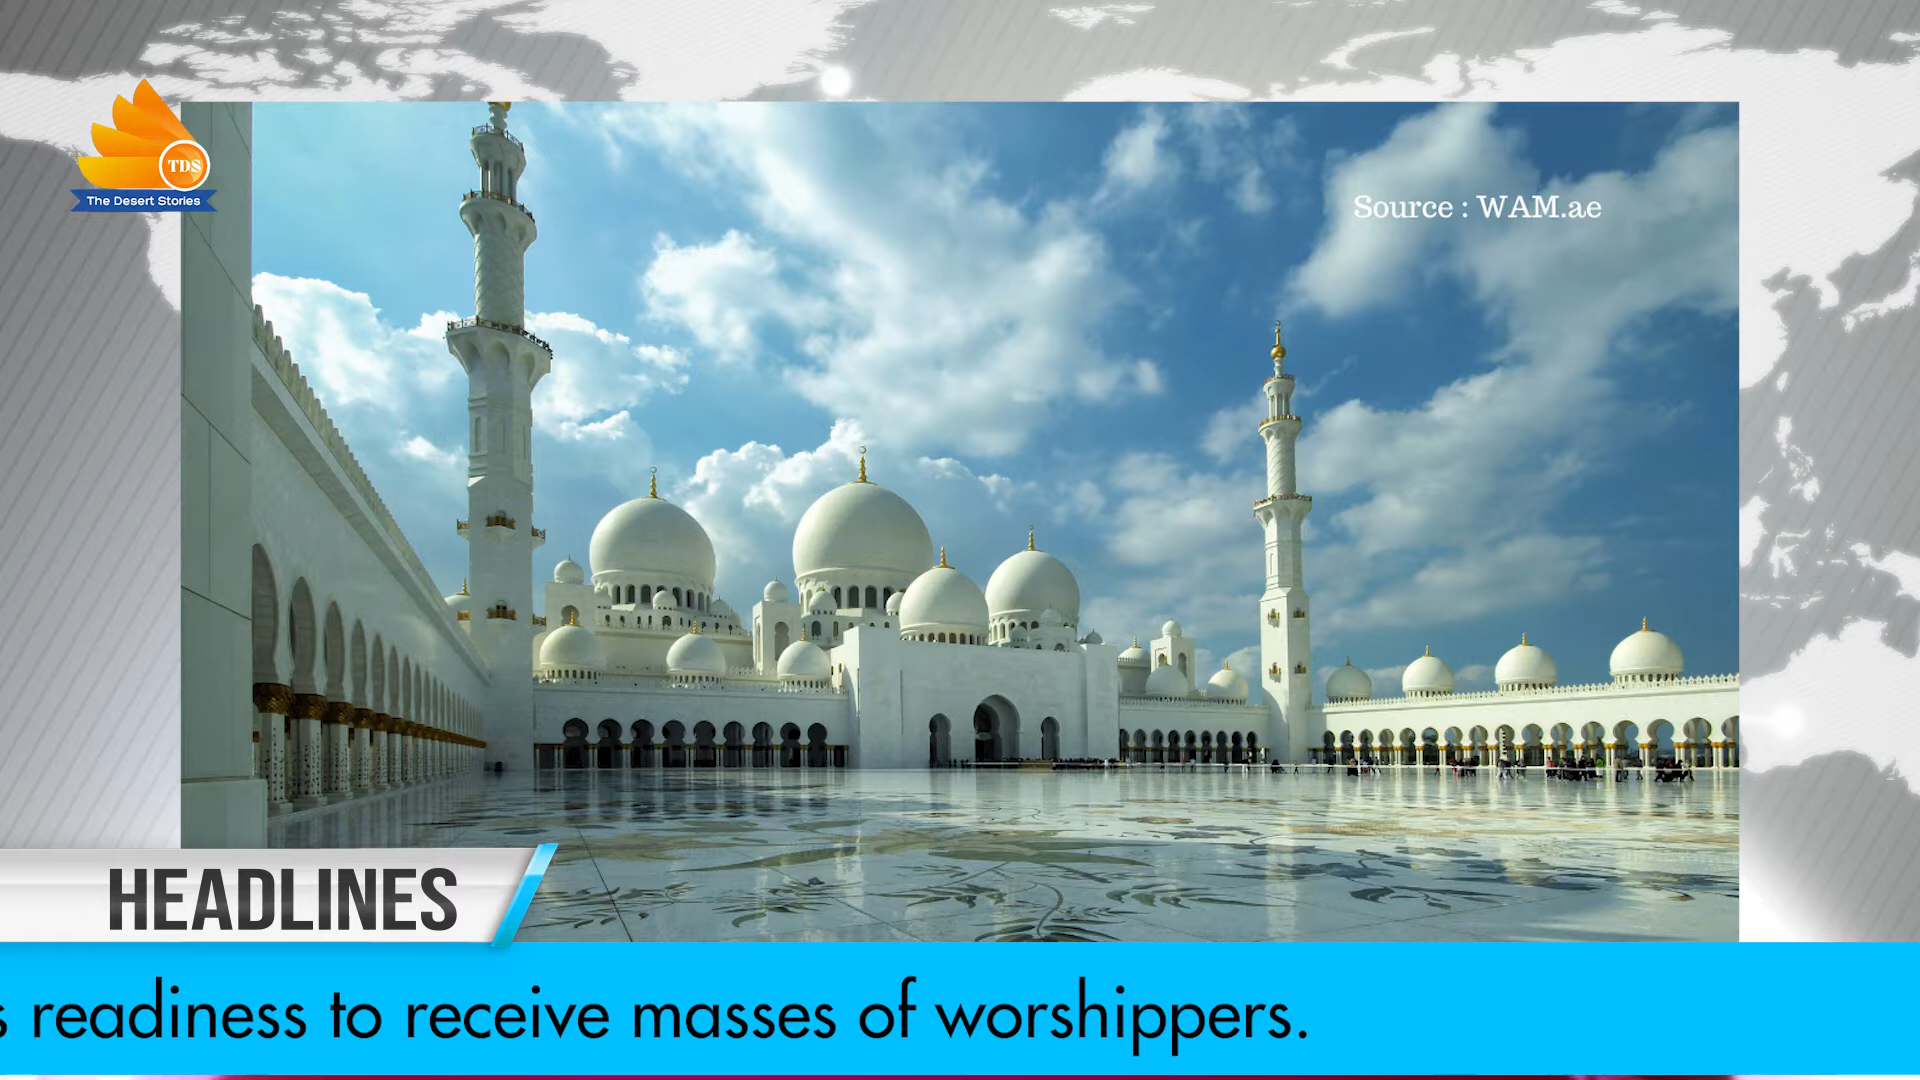 TDS
The Desert Stories
Source : WAM.ae
HEADLINES
readiness to receive masses of worshippers.